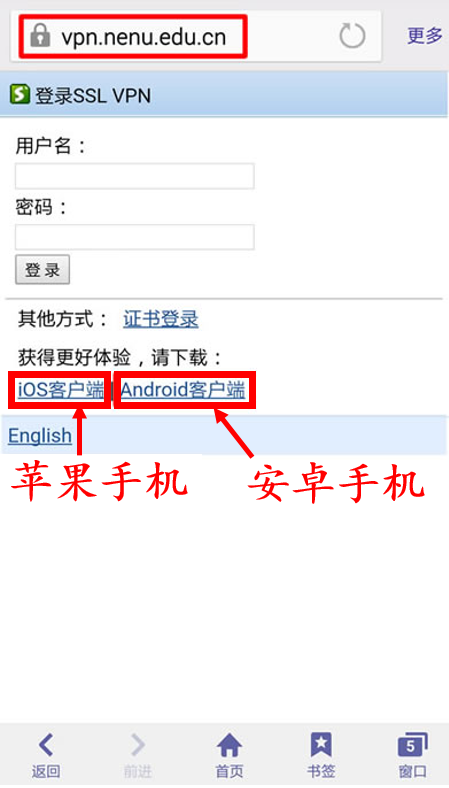 vpn.nenu.edu.cn 更多
登录SSL VPN
用户名：
密码：
登 录
其他方式： 证书登录
获得更好体验，请下载：
iOS客户端 Android客户端
English
苹果手机 安卓手机
返回 前进 首页 书签 5 窗口